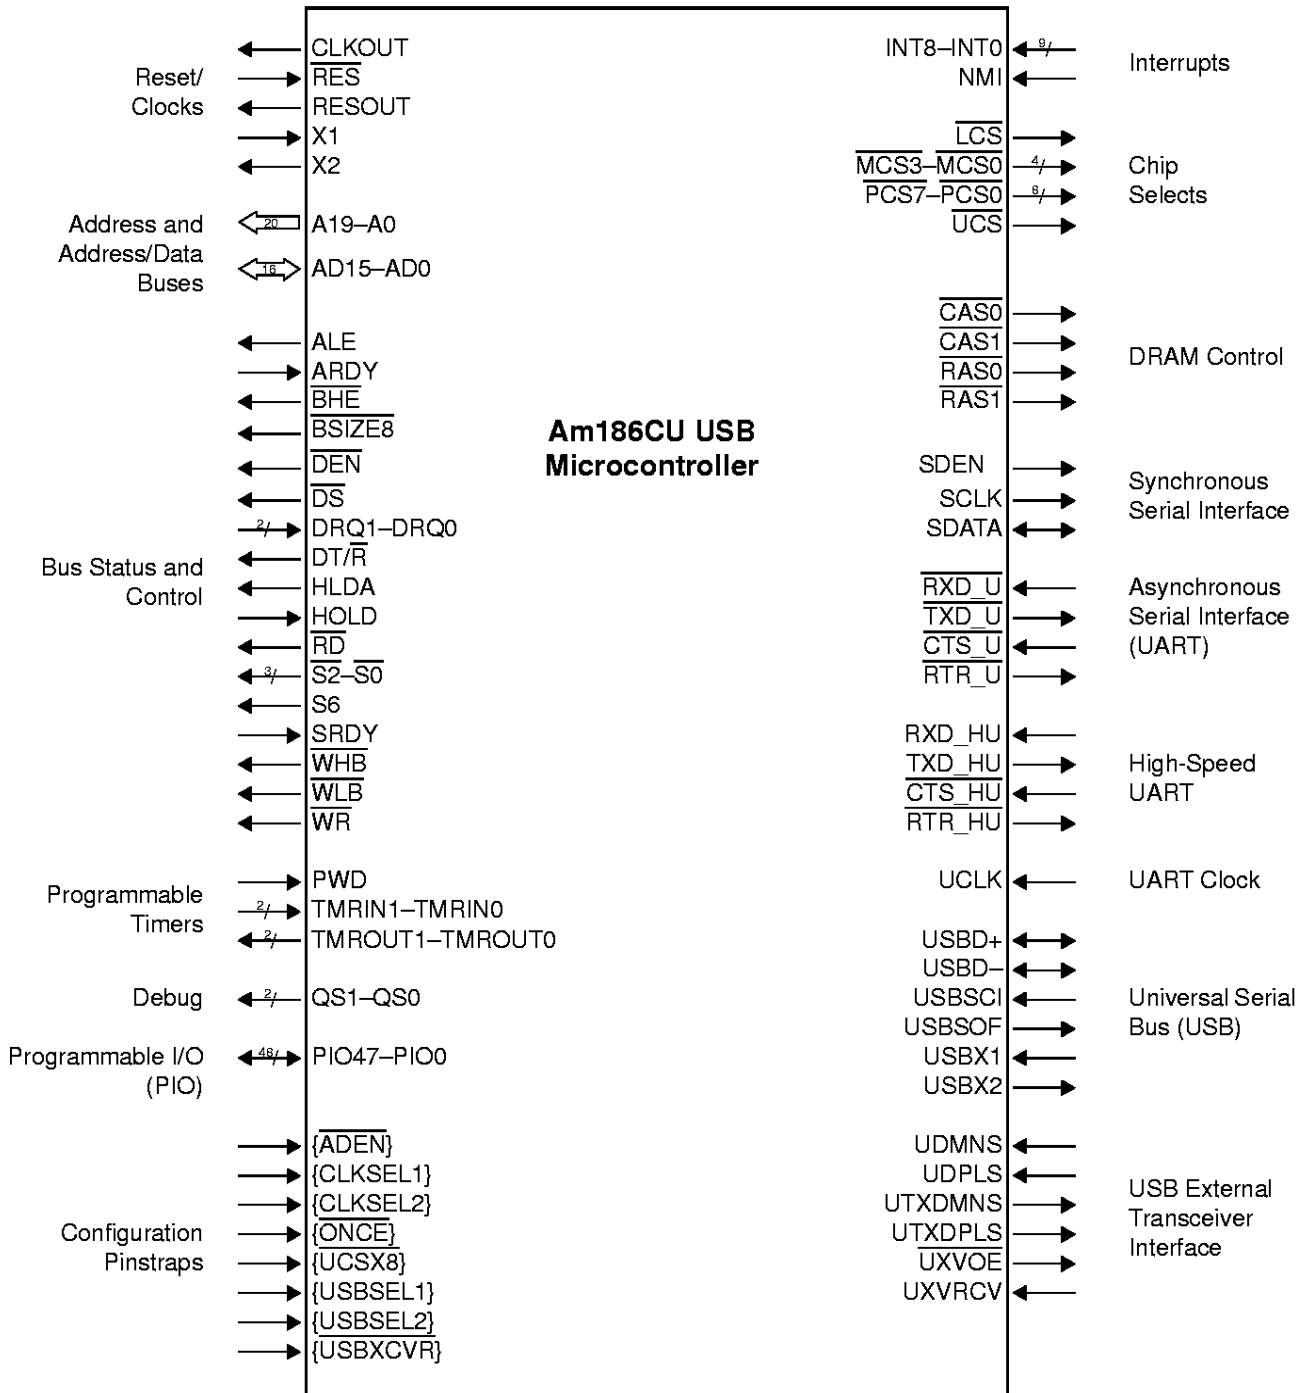 CLKOUT
RES
Reset/
Clocks
RESOUT
X1
X2
Address and
Address/Data
Buses
20
A19–A0
16
AD15–AD0
ALE
ARDY
BHE
BSIZE8
DEN
DS
2/
DRQ1–DRQ0
DT/R
Bus Status and
Control
HLDA
HOLD
RD
3/
S2–S0
S6
SRDY
WHB
WLB
WR
Programmable
Timers
PWD
2/
TMRIN1–TMRIN0
2/
TMROUT1–TMROUT0
Debug
2/
QS1–QS0
Programmable I/O
(PIO)
48/
PIO47–PIO0
Configuration
Pinstraps
{ADEN}
{CLKSEL1}
{CLKSEL2}
{ONCE}
{UCSX8}
{USBSEL1}
{USBSEL2}
{USBXCVR}
Am186CU USB
Microcontroller
INT8–INT0
9/
NMI
Interrupts
LCS
MCS3–MCS0
4/
PCS7–PCS0
8/
UCS
Chip
Selects
CAS0
CAS1
RAS0
RAS1
DRAM Control
SDEN
SCLK
SDATA
Synchronous
Serial Interface
RXD_U
TXD_U
CTS_U
RTR_U
Asynchronous
Serial Interface
(UART)
RXD_HU
TXD_HU
CTS_HU
RTR_HU
High-Speed
UART
UCLK
UART Clock
USBD+
USBD–
USBSCI
USBSOF
USBX1
USBX2
Universal Serial
Bus (USB)
UDMNS
UDPLS
UTXDMNS
UTXDPLS
UXVOE
UXVRCV
USB External
Transceiver
Interface